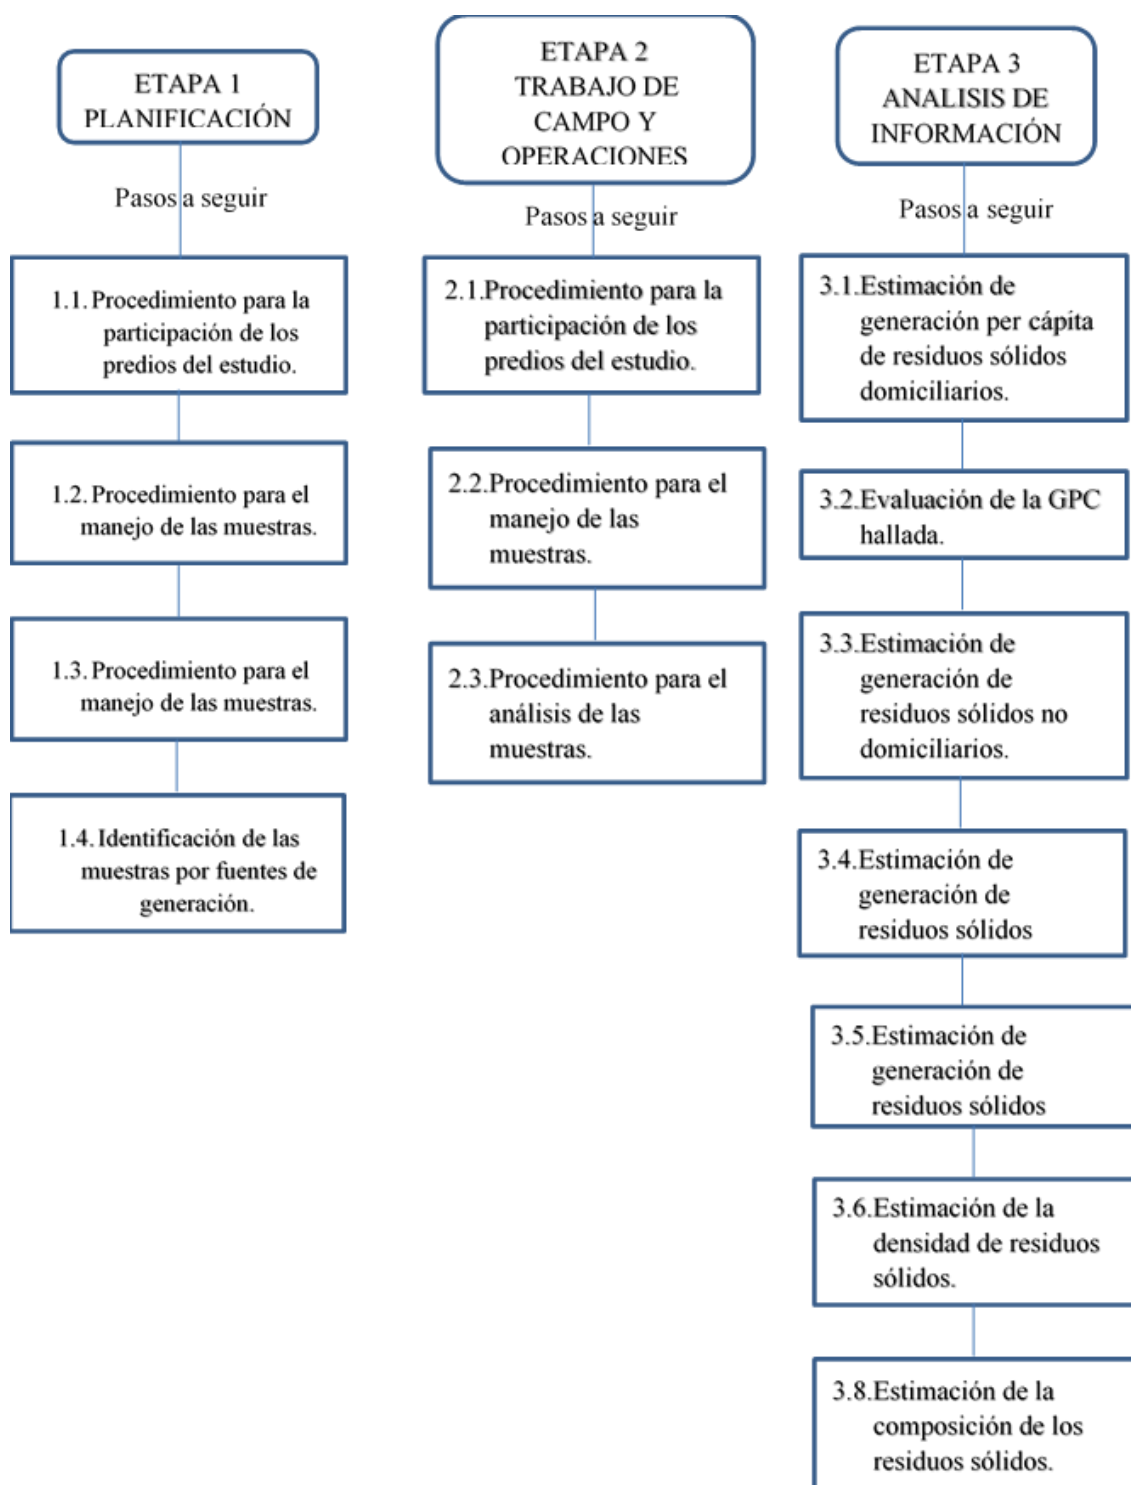 ETAPA 1
PLANIFICACIÓN
Pasos a seguir
1.1. Procedimiento para la
participación de los
predios del estudio.
1.2. Procedimiento para el
manejo de las muestras.
1.3. Procedimiento para el
manejo de las muestras.
1.4. Identificación de las
muestras por fuentes de
generación.
ETAPA 2
TRABAJO DE
CAMPO Y
OPERACIONES
Pasos a seguir
2.1.Procedimiento para la
participación de los
predios del estudio.
2.2.Procedimiento para el
manejo de las
muestras.
2.3.Procedimiento para el
análisis de las
muestras.
ETAPA 3
ANALISIS DE
INFORMACIÓN
Pasos a seguir
3.1.Estimación de
generación per cápita
de residuos sólidos
domiciliarios.
3.2.Evaluación de la GPC
hallada.
3.3.Estimación de
generación de
residuos sólidos no
domiciliarios.
3.4.Estimación de
generación de
residuos sólidos
3.5.Estimación de
generación de
residuos sólidos
3.6.Estimación de la
densidad de residuos
sólidos.
3.8.Estimación de la
composición de los
residuos sólidos.